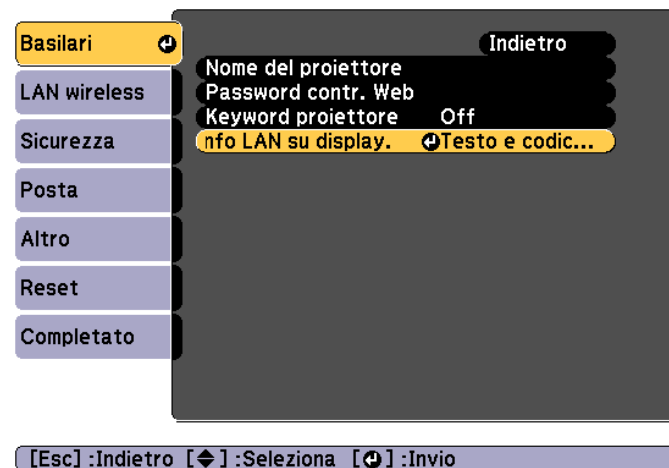 Basilari
Indietro
Nome del proiettore
LAN wireless
Password contr. Web
Keyword proiettore Off
Sicurezza
nfo LAN su display. Testo e codic...
Posta
Altro
Reset
Completato
[Esc] :Indietro [◆] :Seleziona [↵] :Invio